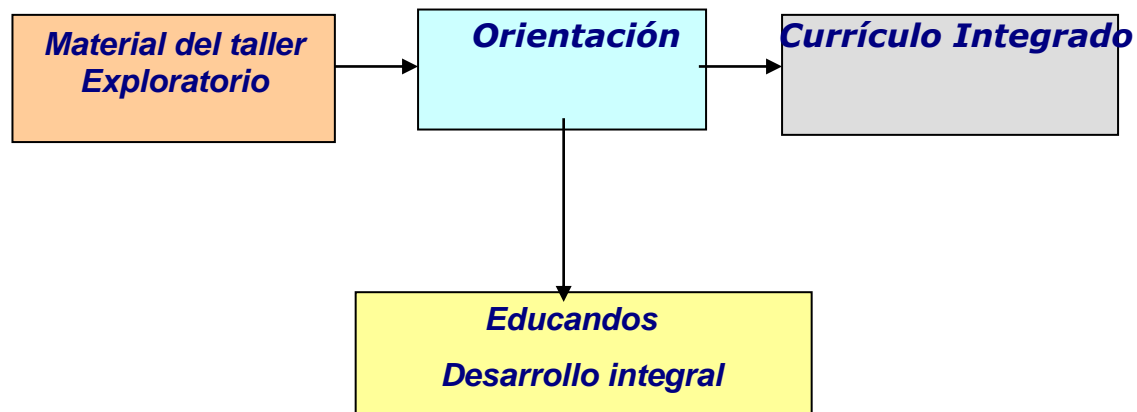 Material del taller
Exploratorio
Orientación
Currículo Integrado
Educandos
Desarrollo integral